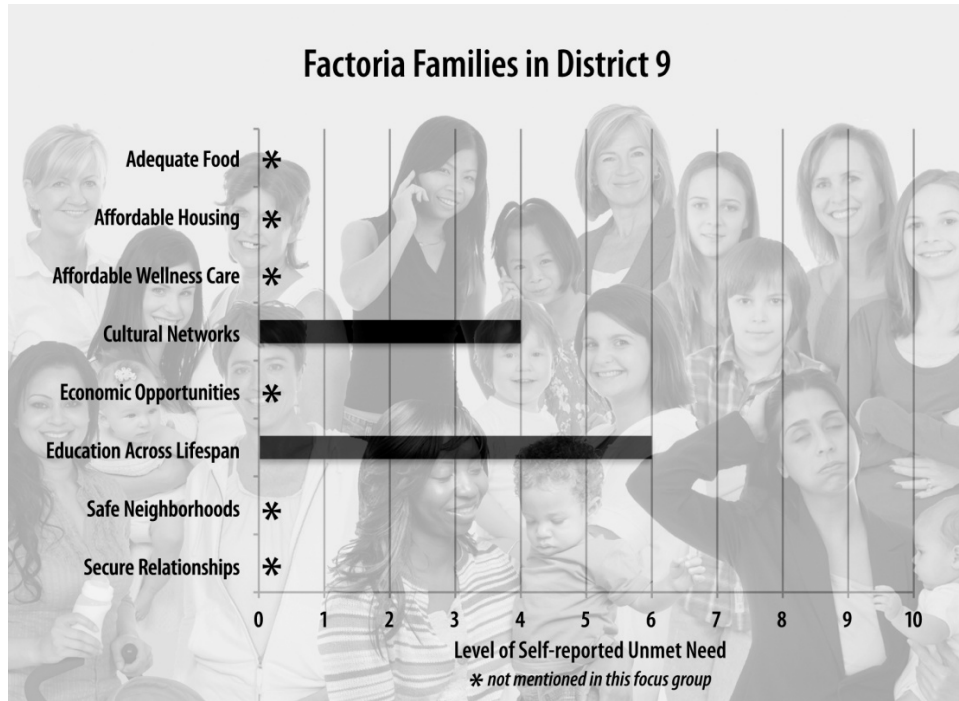 Factoria Families in District 9
Adequate Food *
Affordable Housing *
Affordable Wellness Care *
Cultural Networks
Economic Opportunities *
Education Across Lifespan
Safe Neighborhoods *
Secure Relationships *
0 1 2 3 4 5 6 7 8 9 10
Level of Self-reported Unmet Need
* not mentioned in this focus group